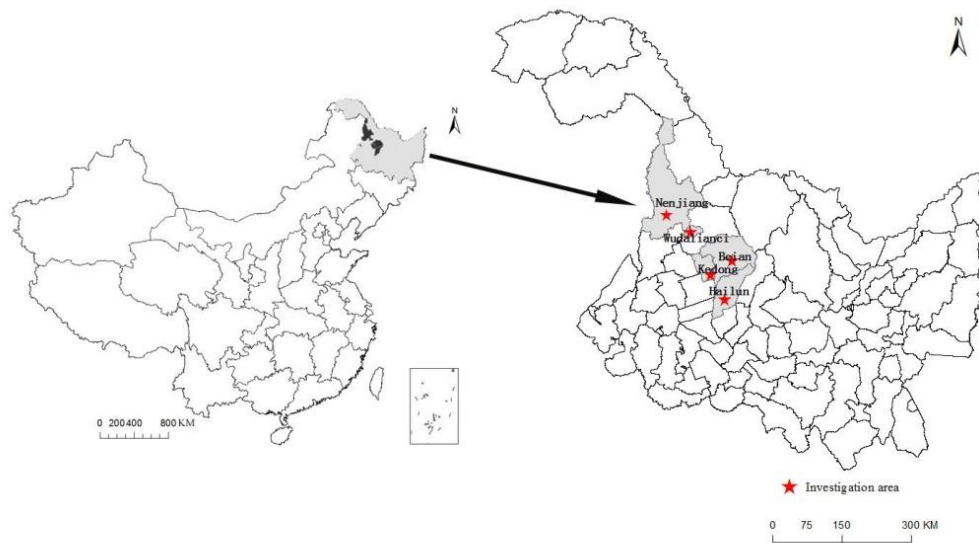 N
N
Nenjiang
Wudalianci
Beian
Kedong
Hailun
0 200400 800 KM
Investigation area
0 75 150 300 KM